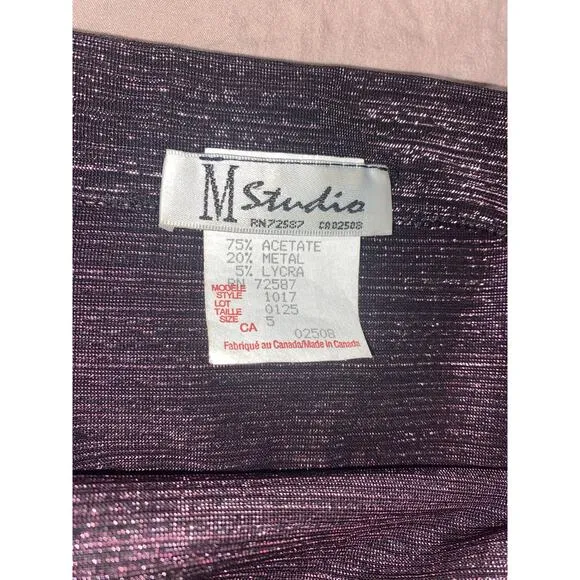 M Studio
RN72587 CA02508
75% ACETATE
20% METAL
5% LYCRA
RN 72587
MODELE
STYLE 1017
LOT 0125
TAILLE
SIZE 5
CA 02508
Fabriqué au Canada/Made in Canada